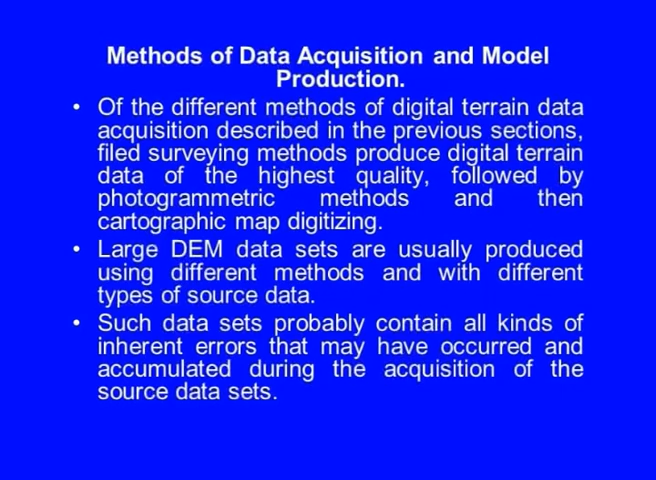 Methods of Data Acquisition and Model
Production.
• Of the different methods of digital terrain data
acquisition described in the previous sections,
filed surveying methods produce digital terrain
data of the highest quality, followed by
photogrammetric methods and then
cartographic map digitizing.
• Large DEM data sets are usually produced
using different methods and with different
types of source data.
• Such data sets probably contain all kinds of
inherent errors that may have occurred and
accumulated during the acquisition of the
source data sets.